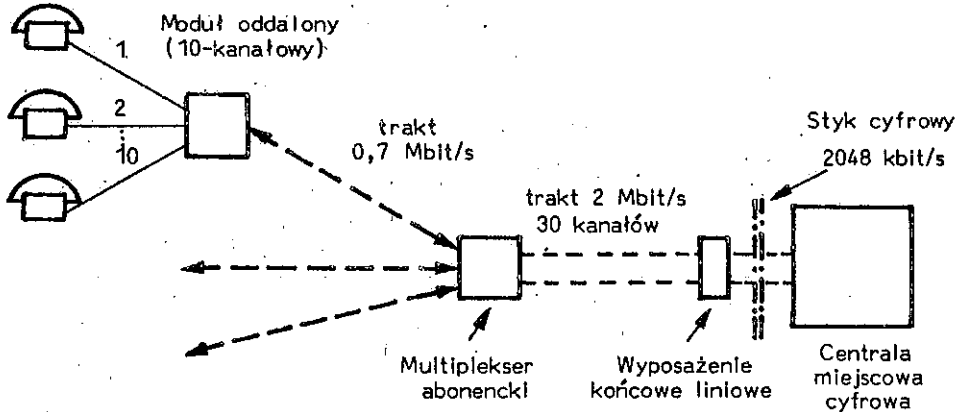 Moduł oddalony
(10-kanałowy)
1
2
10
trakt
0,7 Mbit/s
Styk cyfrowy
2048 kbit/s
trakt 2 Mbit/s
30 kanałów
Multiplekser
abonencki
Wyposażenie
końcowe liniowe
Centrala
miejscowa
cyfrowa